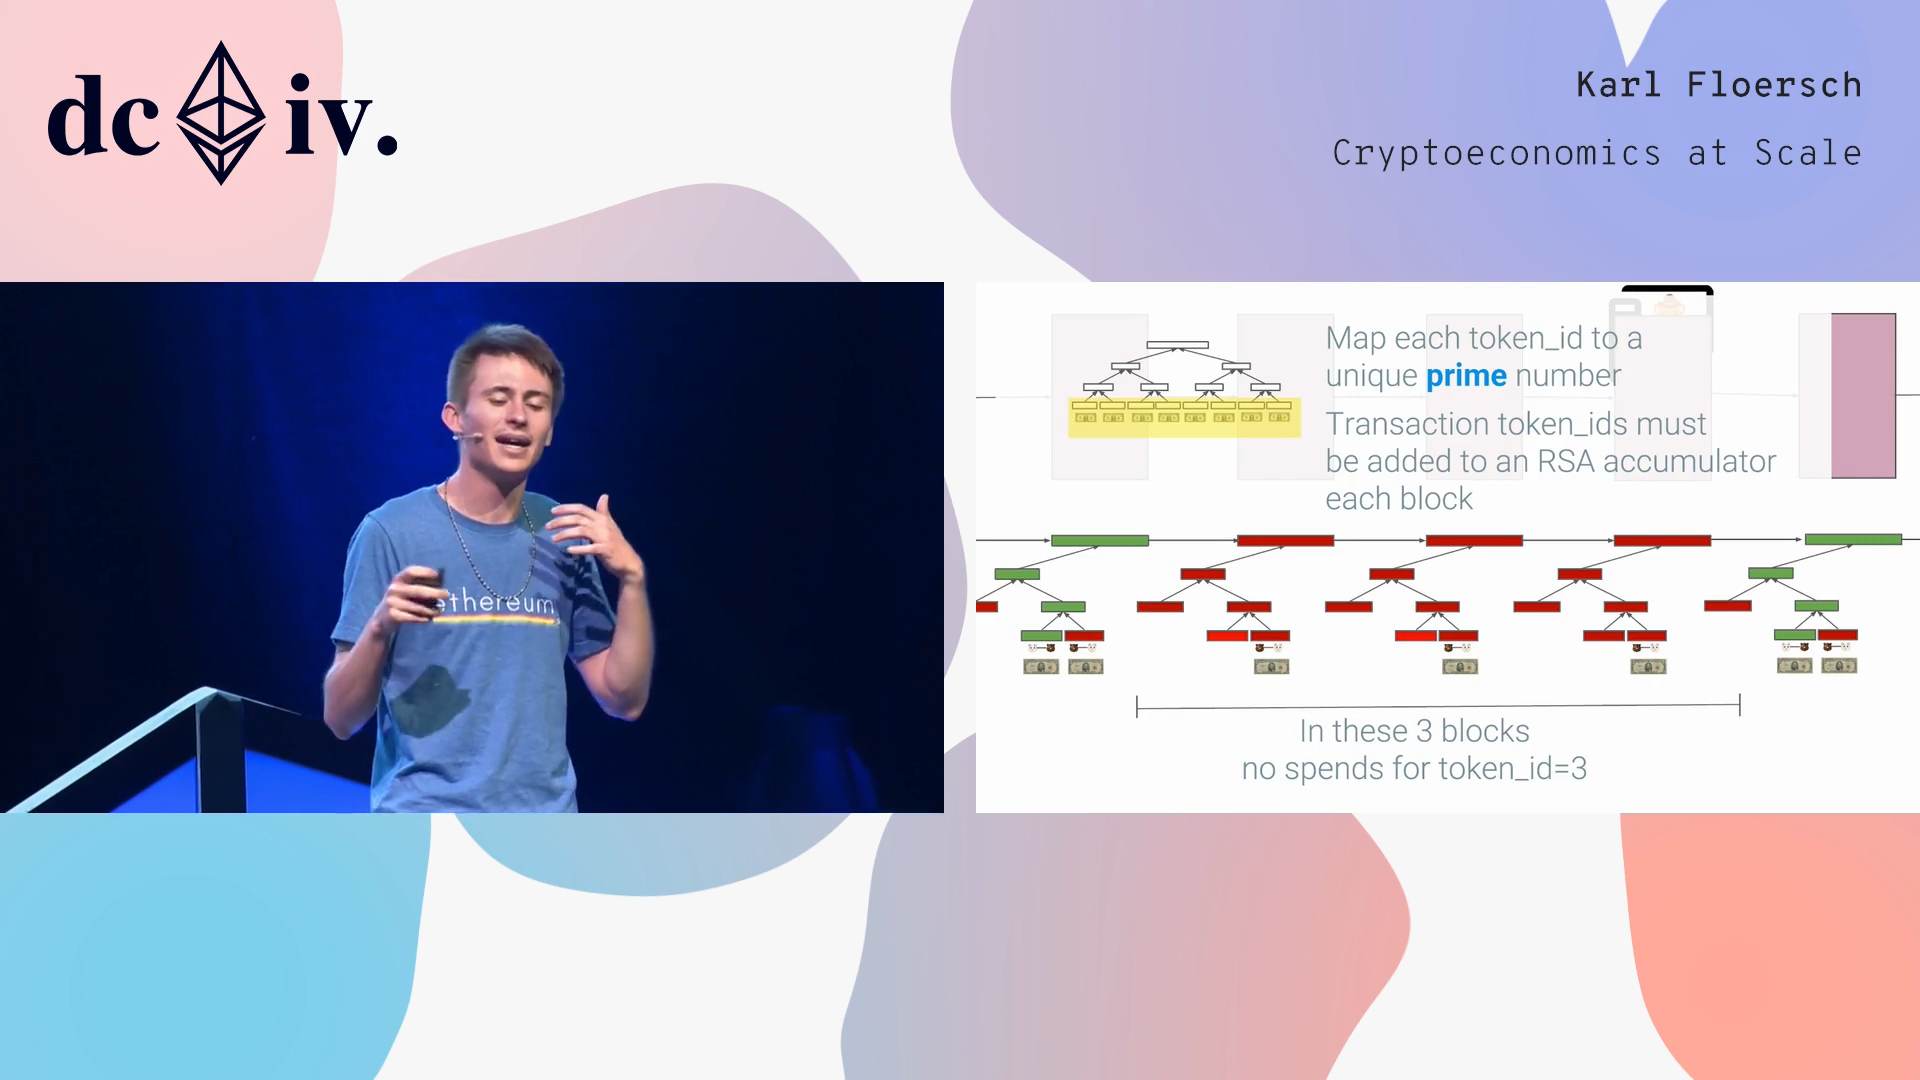 dc iv.
Karl Floersch
Cryptoeconomics at Scale
ethereum
Map each token_id to a
unique prime number
Transaction token_ids must
be added to an RSA accumulator
each block
In these 3 blocks
no spends for token_id=3